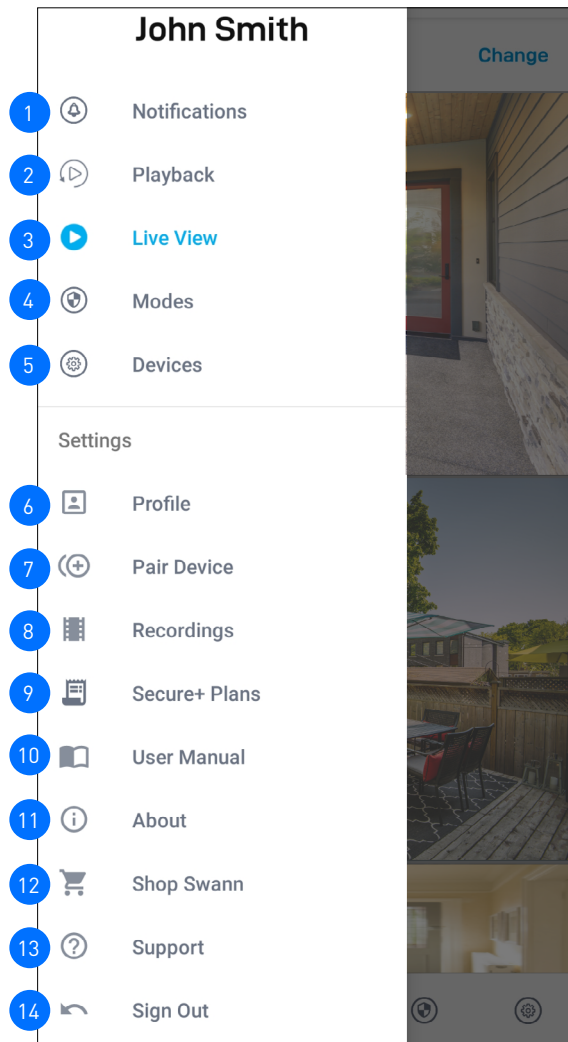 John Smith
Change
1 Notifications
2 Playback
3 Live View
4 Modes
5 Devices
Settings
6 Profile
7 Pair Device
8 Recordings
9 Secure+ Plans
10 User Manual
11 About
12 Shop Swann
13 Support
14 Sign Out